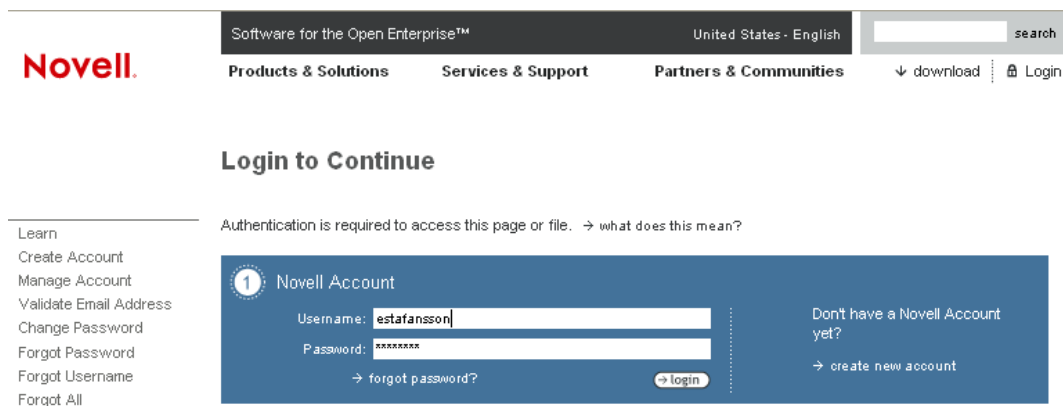 Software for the Open Enterprise™
United States - English
search
Novell.
Products & Solutions
Services & Support
Partners & Communities
download
Login
Login to Continue
Authentication is required to access this page or file. → what does this mean?
Learn
Create Account
Manage Account
Validate Email Address
Change Password
Forgot Password
Forgot Username
Forgot All
1 Novell Account
Username: estafansson
Password: ********
→ forgot password?
→ login
Don't have a Novell Account
yet?
→ create new account